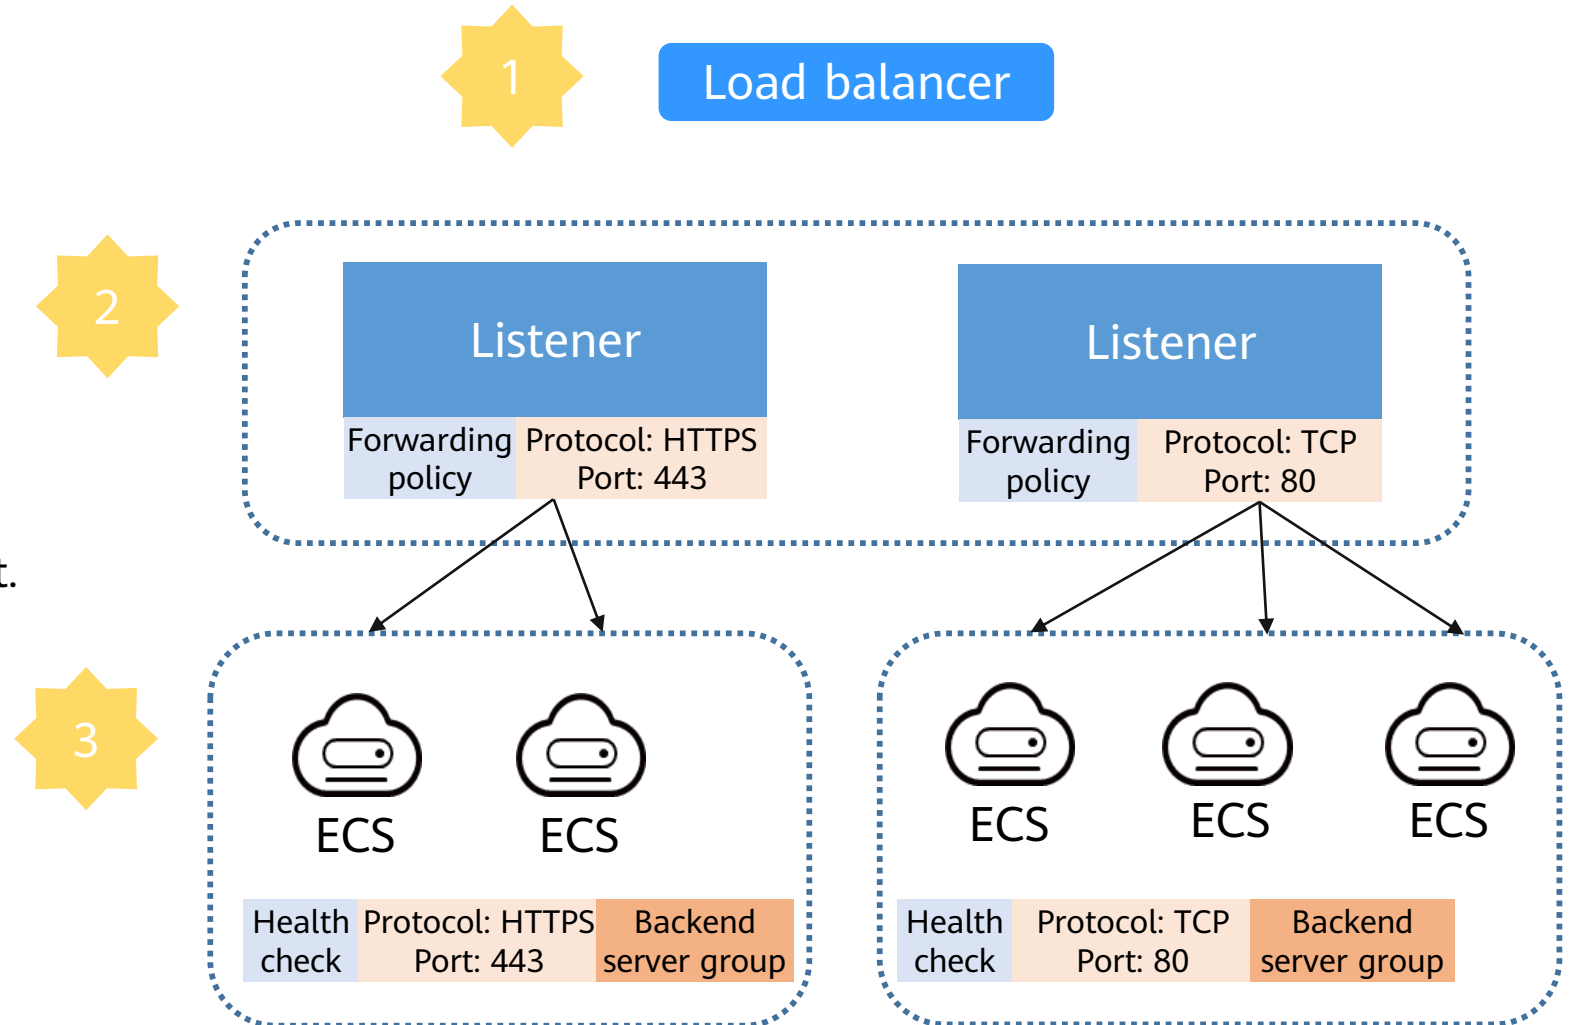 1
Load balancer
2
Listener
Listener
Forwarding
policy
Protocol: HTTPS
Port: 443
Forwarding
policy
Protocol: TCP
Port: 80
t.
3
ECS
ECS
ECS
ECS
ECS
Health
check
Protocol: HTTPS
Port: 443
Backend
server group
Health
check
Protocol: TCP
Port: 80
Backend
server group